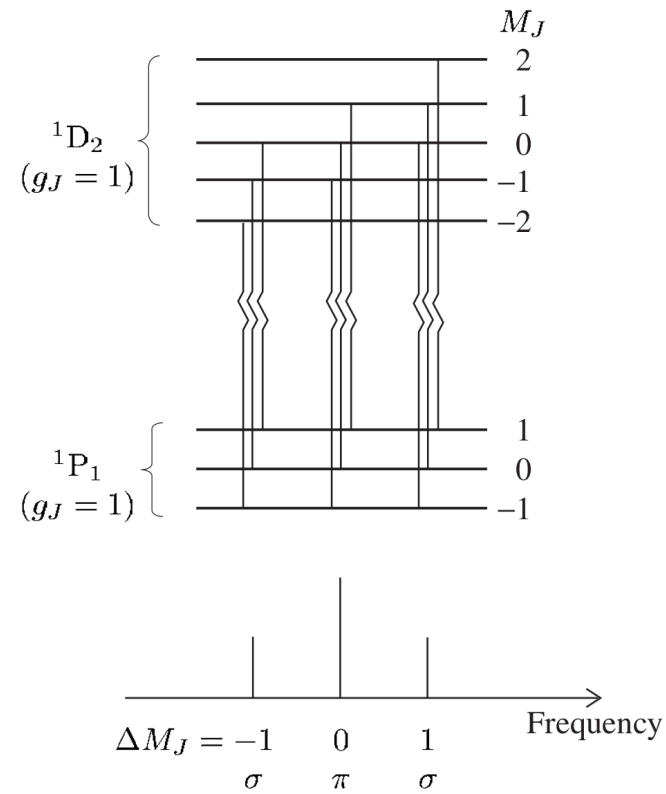 M_J
2
1
¹D₂
0
(g_J = 1)
−1
−2
1
¹P₁
0
(g_J = 1)
−1
Frequency
ΔM_J = −1 0 1
σ π σ